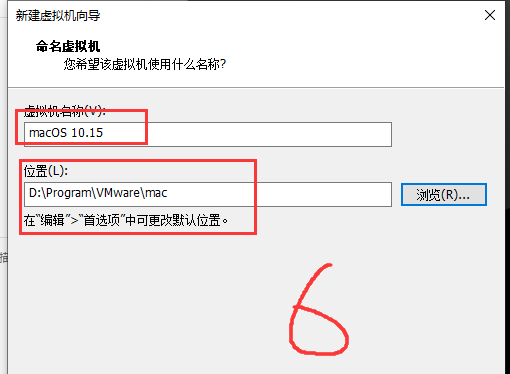 新建虚拟机向导
命名虚拟机
您希望该虚拟机使用什么名称?
虚拟机名称(V):
macOS 10.15
位置(L):
D:\Program\VMware\mac
浏览(R)...
在“编辑”>“首选项”中可更改默认位置。
描
6